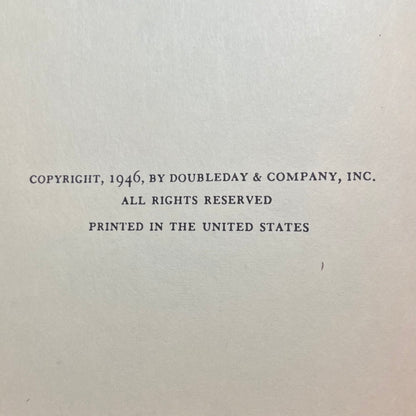 COPYRIGHT, 1946, BY DOUBLEDAY & COMPANY, INC.
ALL RIGHTS RESERVED
PRINTED IN THE UNITED STATES